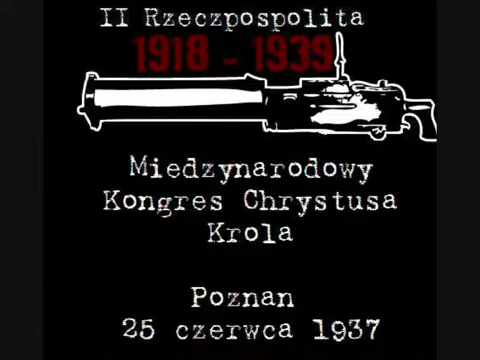 II Rzeczpospolita
1918 - 1939
Miedzynarodowy
Kongres Chrystusa
Krola
Poznan
25 czerwca 1937